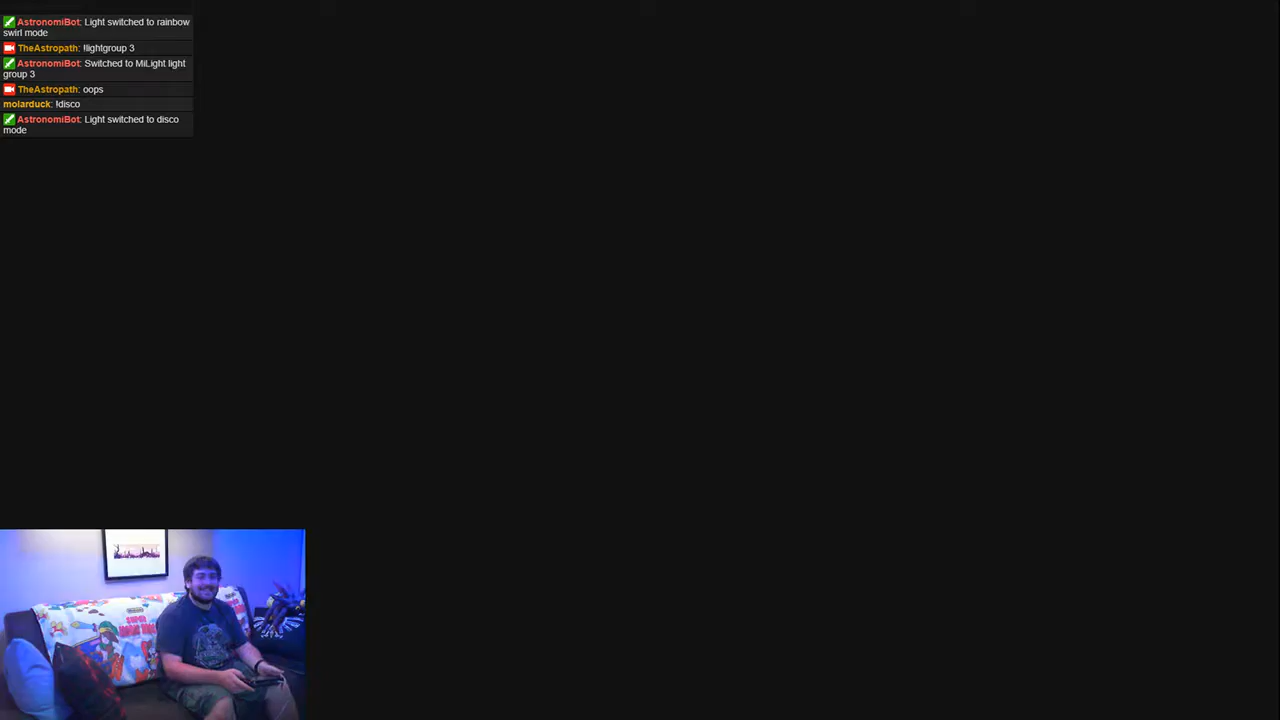 AstronomiBot: Light switched to rainbow
swirl mode
TheAstropath: !lightgroup 3
AstronomiBot: Switched to MiLight light
group 3
TheAstropath: oops
molarduck: !disco
AstronomiBot: Light switched to disco
mode
SUPER